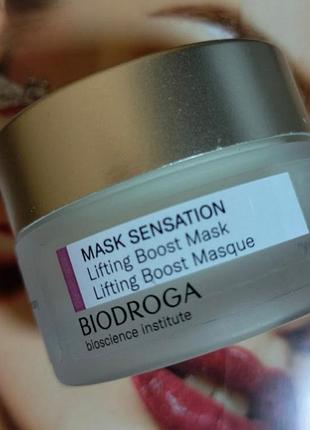 MASK SENSATION
Lifting Boost Mask
Lifting Boost Masque
BIODROGA
bioscience institute